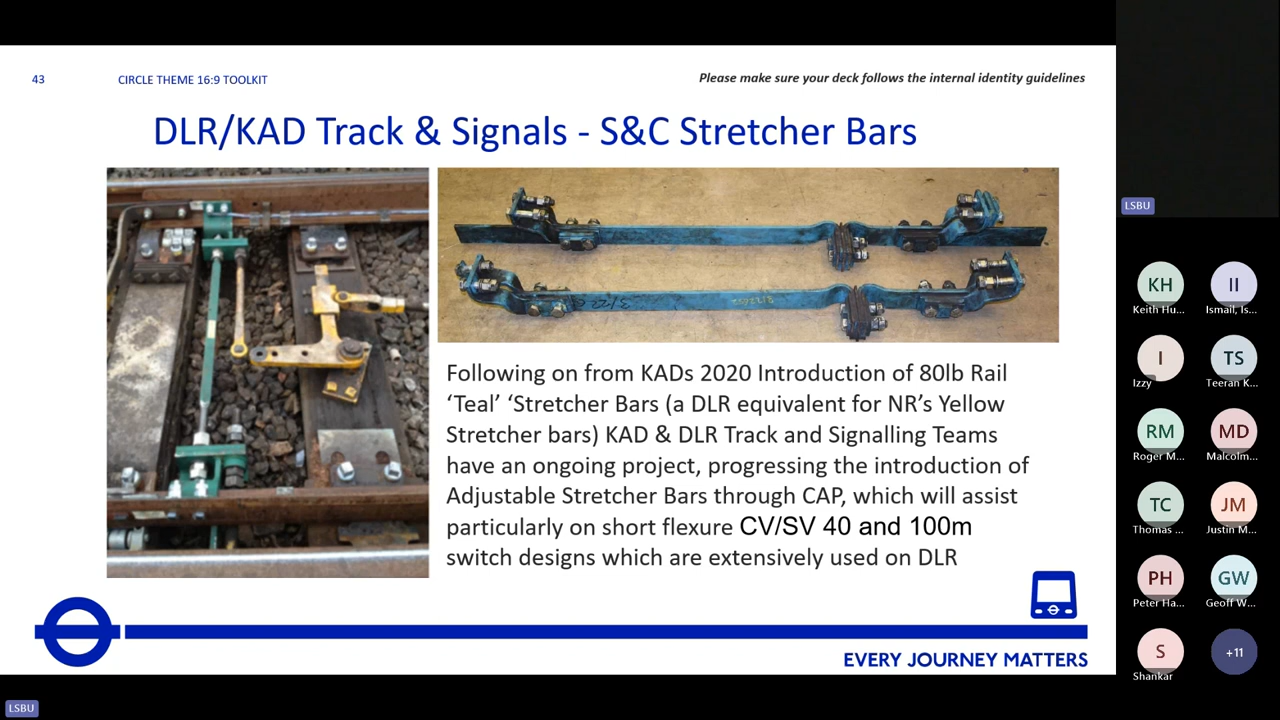 43
CIRCLE THEME 16:9 TOOLKIT
Please make sure your deck follows the internal identity guidelines
DLR/KAD Track & Signals - S&C Stretcher Bars
Following on from KADs 2020 Introduction of 80lb Rail
‘Teal’ ‘Stretcher Bars (a DLR equivalent for NR’s Yellow
Stretcher bars) KAD & DLR Track and Signalling Teams
have an ongoing project, progressing the introduction of
Adjustable Stretcher Bars through CAP, which will assist
particularly on short flexure CV/SV 40 and 100m
switch designs which are extensively used on DLR
EVERY JOURNEY MATTERS
LSBU
LSBU
KH
II
Keith Hu...
Ismail, Is...
I
TS
Izzy
Teeran K...
RM
MD
Roger M...
Malcolm...
TC
JM
Thomas ...
Justin M...
PH
GW
Peter Ha...
Geoff W...
S
+11
Shankar